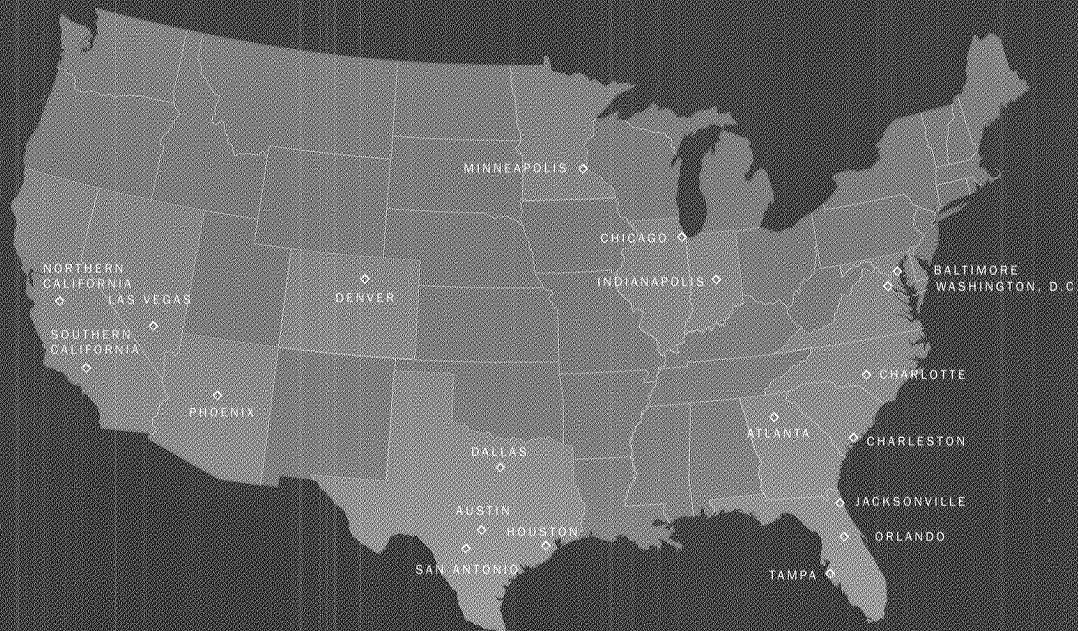 MINNEAPOLIS
CHICAGO
INDIANAPOLIS
NORTHERN
CALIFORNIA
LAS VEGAS
DENVER
BALTIMORE
WASHINGTON, D.C.
SOUTHERN
CALIFORNIA
PHOENIX
CHARLOTTE
ATLANTA
CHARLESTON
DALLAS
AUSTIN
HOUSTON
SAN ANTONIO
JACKSONVILLE
ORLANDO
TAMPA